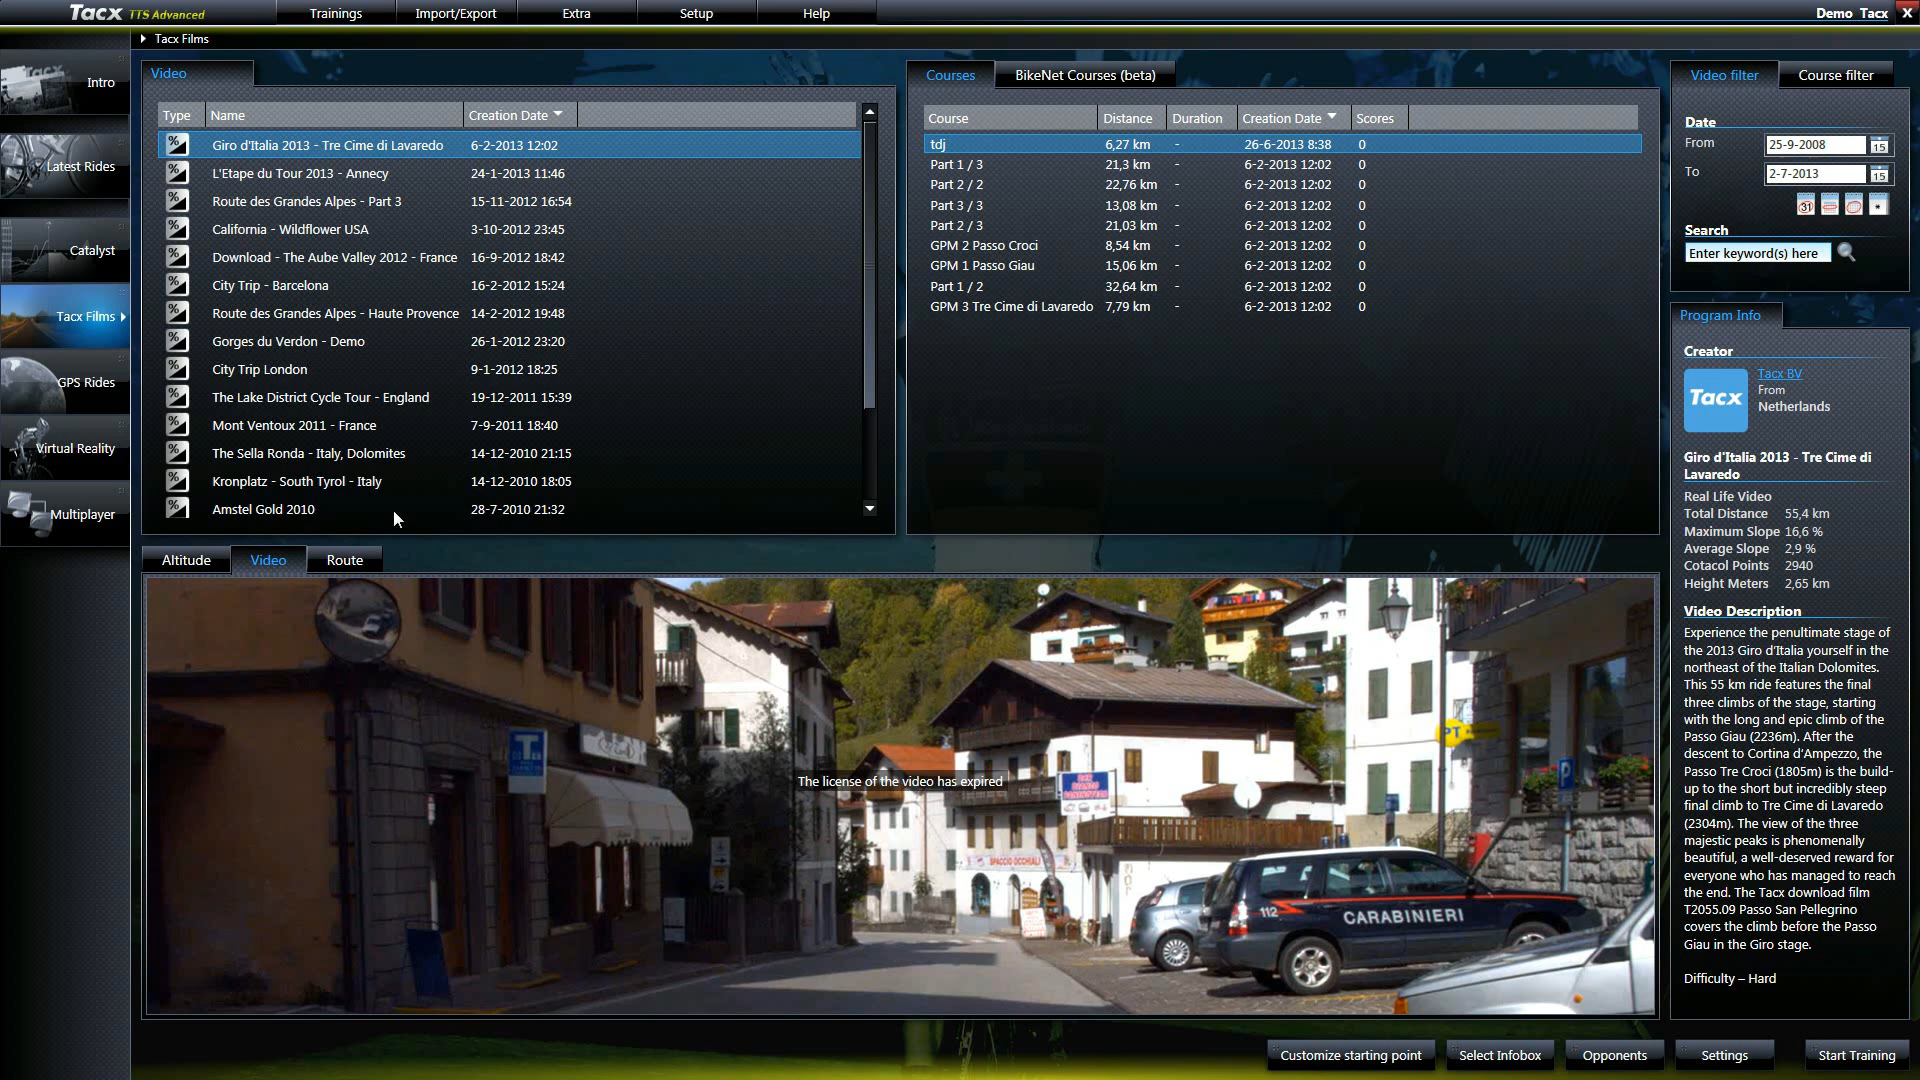 Tacx TTS Advanced
Trainings
Import/Export
Extra
Setup
Help
Demo Tacx
X
Tacx Films
Intro
Latest Rides
Catalyst
Tacx Films
GPS Rides
Virtual Reality
Multiplayer
Video
Type Name Creation Date
% Giro d'Italia 2013 - Tre Cime di Lavaredo 6-2-2013 12:02
% L'Etape du Tour 2013 - Annecy 24-1-2013 11:46
% Route des Grandes Alpes - Part 3 15-11-2012 16:54
% California - Wildflower USA 3-10-2012 23:45
% Download - The Aube Valley 2012 - France 16-9-2012 18:42
% City Trip - Barcelona 16-2-2012 15:24
% Route des Grandes Alpes - Haute Provence 14-2-2012 19:48
% Gorges du Verdon - Demo 26-1-2012 23:20
% City Trip London 9-1-2012 18:25
% The Lake District Cycle Tour - England 19-12-2011 15:39
% Mont Ventoux 2011 - France 7-9-2011 18:40
% The Sella Ronda - Italy, Dolomites 14-12-2010 21:15
% Kronplatz - South Tyrol - Italy 14-12-2010 18:05
% Amstel Gold 2010 28-7-2010 21:32
Courses
BikeNet Courses (beta)
Course Distance Duration Creation Date Scores
tdj 6,27 km - 26-6-2013 8:38 0
Part 1 / 3 21,3 km - 6-2-2013 12:02 0
Part 2 / 2 22,76 km - 6-2-2013 12:02 0
Part 3 / 3 13,08 km - 6-2-2013 12:02 0
Part 2 / 3 21,03 km - 6-2-2013 12:02 0
GPM 2 Passo Croci 8,54 km - 6-2-2013 12:02 0
GPM 1 Passo Giau 15,06 km - 6-2-2013 12:02 0
Part 1 / 2 32,64 km - 6-2-2013 12:02 0
GPM 3 Tre Cime di Lavaredo 7,79 km - 6-2-2013 12:02 0
Video filter
Course filter
Date
From 25-9-2008 15
To 2-7-2013 15
31 *
Search
Enter keyword(s) here
Program Info
Creator
Tacx
Tacx BV
From
Netherlands
Giro d'Italia 2013 - Tre Cime di
Lavaredo
Real Life Video
Total Distance 55,4 km
Maximum Slope 16,6 %
Average Slope 2,9 %
Cotacol Points 2940
Height Meters 2,65 km
Video Description
Experience the penultimate stage of
the 2013 Giro d'Italia yourself in the
northeast of the Italian Dolomites.
This 55 km ride features the final
three climbs of the stage, starting
with the long and epic climb of the
Passo Giau (2236m). After the
descent to Cortina d'Ampezzo, the
Passo Tre Croci (1805m) is the build-
up to the short but incredibly steep
final climb to Tre Cime di Lavaredo
(2304m). The view of the three
majestic peaks is phenomenally
beautiful, a well-deserved reward for
everyone who has managed to reach
the end. The Tacx download film
T2055.09 Passo San Pellegrino
covers the climb before the Passo
Giau in the Giro stage.
Difficulty – Hard
Altitude
Video
Route
T
PT
P
The license of the video has expired
SPACCIO OCCHIALI
112
CARABINIERI
Customize starting point
Select Infobox
Opponents
Settings
Start Training